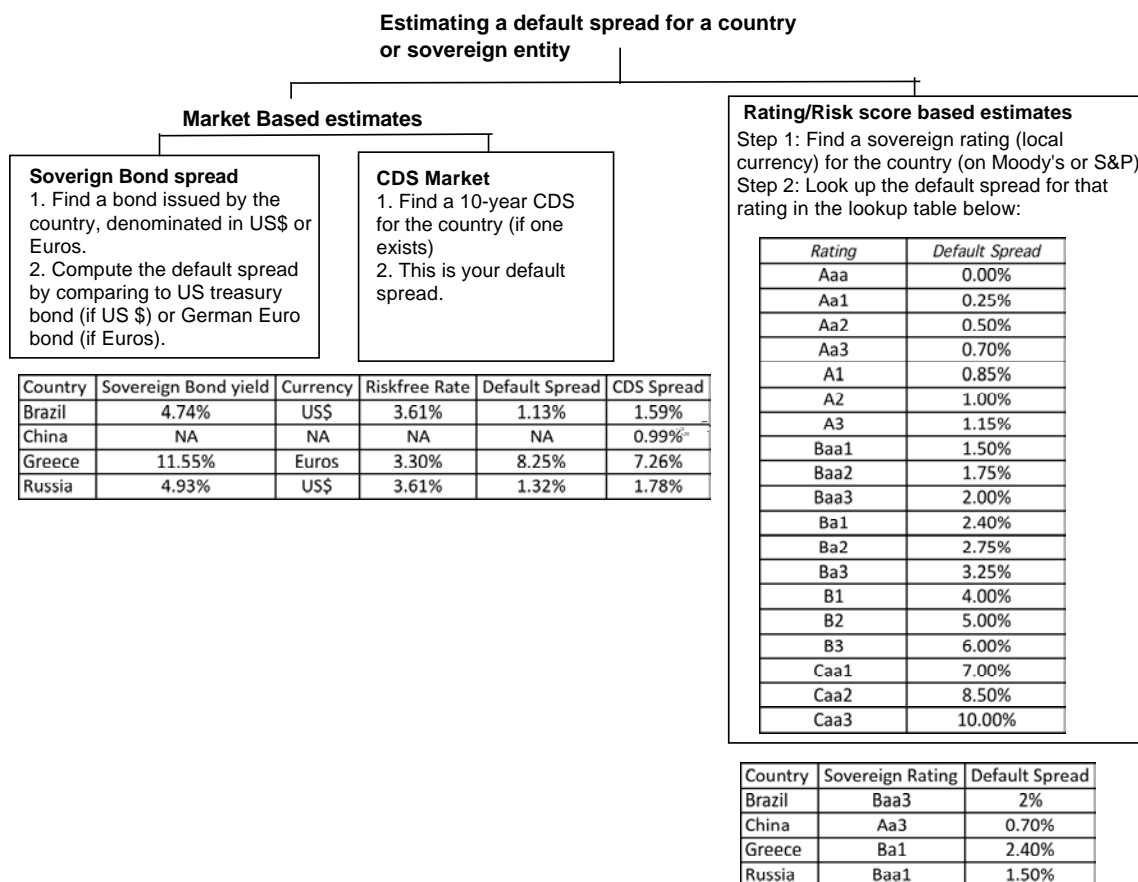 Estimating a default spread for a country
or sovereign entity
Market Based estimates
Soverign Bond spread
1. Find a bond issued by the
country, denominated in US$ or
Euros.
2. Compute the default spread
by comparing to US treasury
bond (if US $) or German Euro
bond (if Euros).
CDS Market
1. Find a 10-year CDS
for the country (if one
exists)
2. This is your default
spread.
Country Sovereign Bond yield Currency Riskfree Rate Default Spread CDS Spread
Brazil 4.74% US$ 3.61% 1.13% 1.59%
China NA NA NA NA 0.99%
Greece 11.55% Euros 3.30% 8.25% 7.26%
Russia 4.93% US$ 3.61% 1.32% 1.78%
Rating/Risk score based estimates
Step 1: Find a sovereign rating (local
currency) for the country (on Moody's or S&P)
Step 2: Look up the default spread for that
rating in the lookup table below:
Rating Default Spread
Aaa 0.00%
Aa1 0.25%
Aa2 0.50%
Aa3 0.70%
A1 0.85%
A2 1.00%
A3 1.15%
Baa1 1.50%
Baa2 1.75%
Baa3 2.00%
Ba1 2.40%
Ba2 2.75%
Ba3 3.25%
B1 4.00%
B2 5.00%
B3 6.00%
Caa1 7.00%
Caa2 8.50%
Caa3 10.00%
Country Sovereign Rating Default Spread
Brazil Baa3 2%
China Aa3 0.70%
Greece Ba1 2.40%
Russia Baa1 1.50%